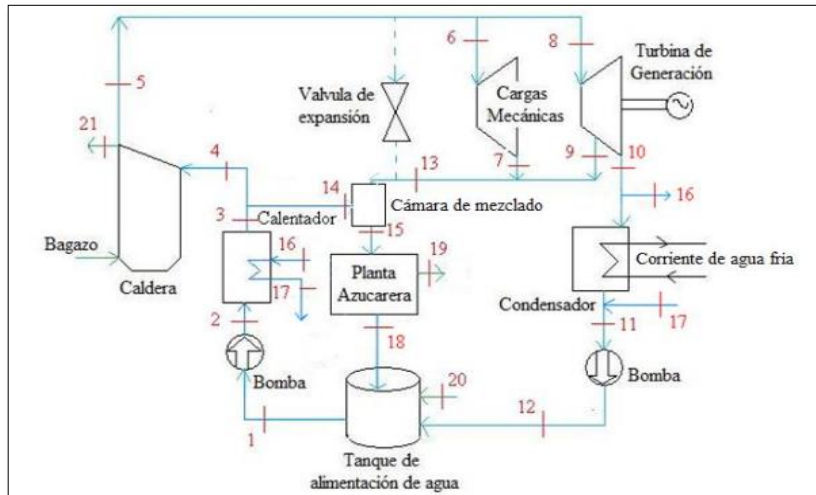 6
8
Turbina de
Generación
5
Valvula de
expansión
Cargas
Mecánicas
21
4
7
9
10
13
14
16
3
Calentador
Cámara de mezclado
15
16
19
Bagazo
17
Planta
Azucarera
Corriente de agua fria
Caldera
Condensador
2
11
17
18
Bomba
Bomba
20
1
12
Tanque de
alimentación de agua